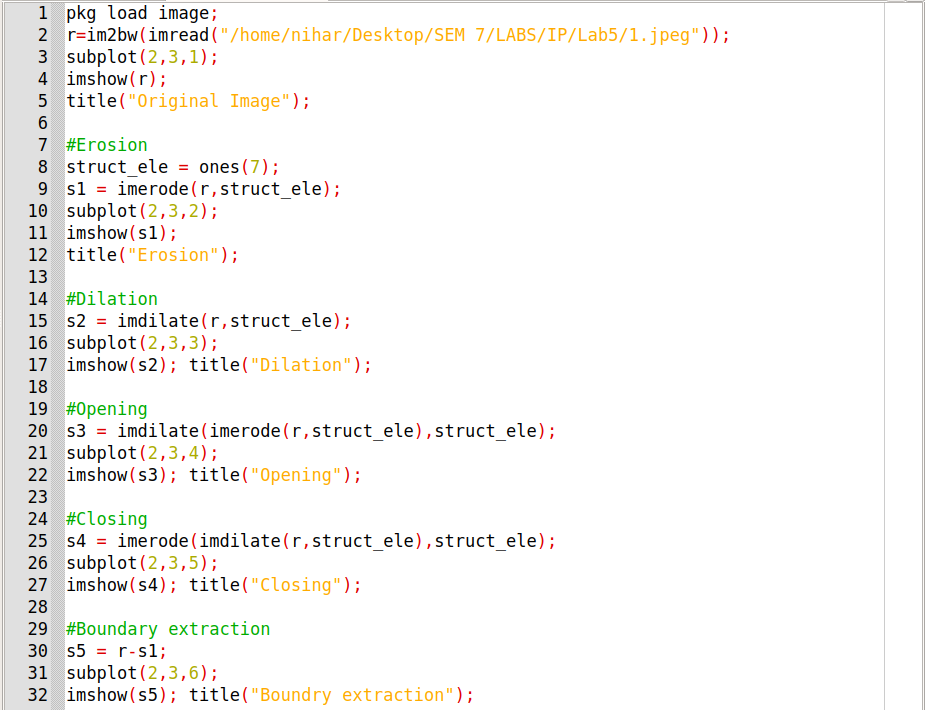 1 pkg load image;
2 r=im2bw(imread("/home/nihar/Desktop/SEM 7/LABS/IP/Lab5/1.jpeg"));
3 subplot(2,3,1);
4 imshow(r);
5 title("Original Image");
6
7 #Erosion
8 struct_ele = ones(7);
9 s1 = imerode(r,struct_ele);
10 subplot(2,3,2);
11 imshow(s1);
12 title("Erosion");
13
14 #Dilation
15 s2 = imdilate(r,struct_ele);
16 subplot(2,3,3);
17 imshow(s2); title("Dilation");
18
19 #Opening
20 s3 = imdilate(imerode(r,struct_ele),struct_ele);
21 subplot(2,3,4);
22 imshow(s3); title("Opening");
23
24 #Closing
25 s4 = imerode(imdilate(r,struct_ele),struct_ele);
26 subplot(2,3,5);
27 imshow(s4); title("Closing");
28
29 #Boundary extraction
30 s5 = r-s1;
31 subplot(2,3,6);
32 imshow(s5); title("Boundry extraction");